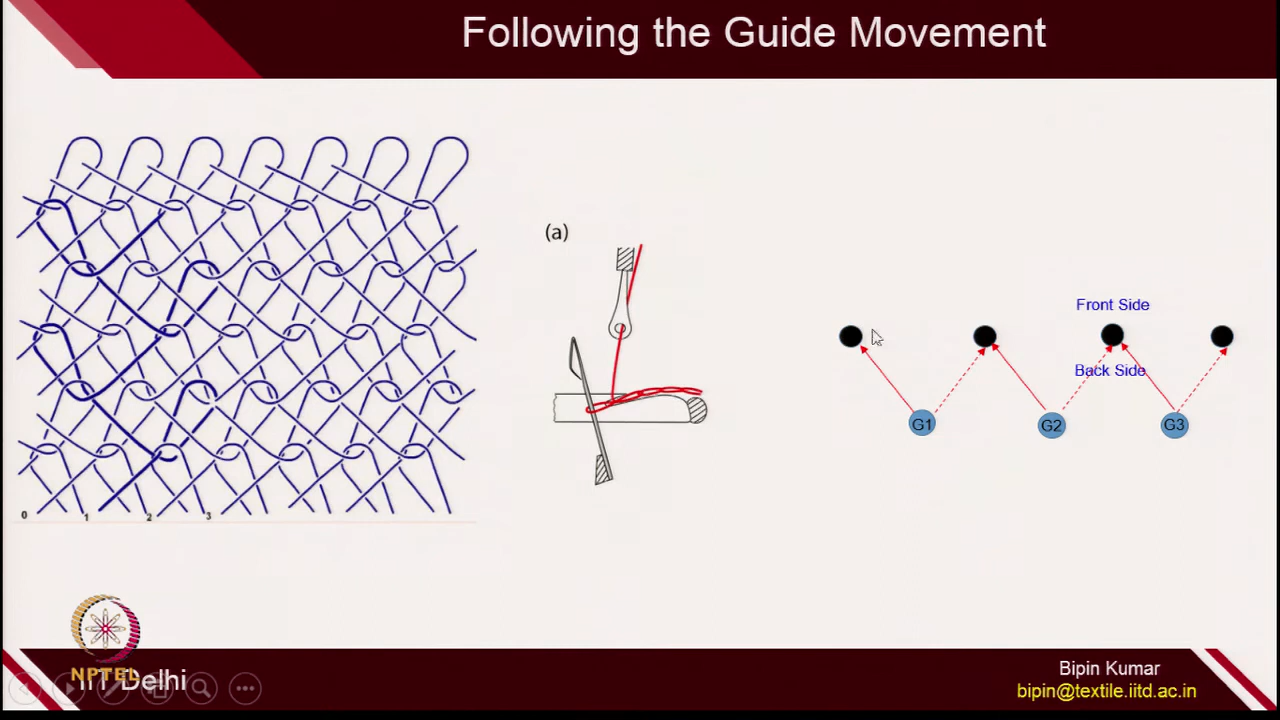 Following the Guide Movement
(a)
Front Side
Back Side
G1
G2
G3
0
1
2
3
NPTEL
IIT Delhi
Bipin Kumar
bipin@textile.iitd.ac.in